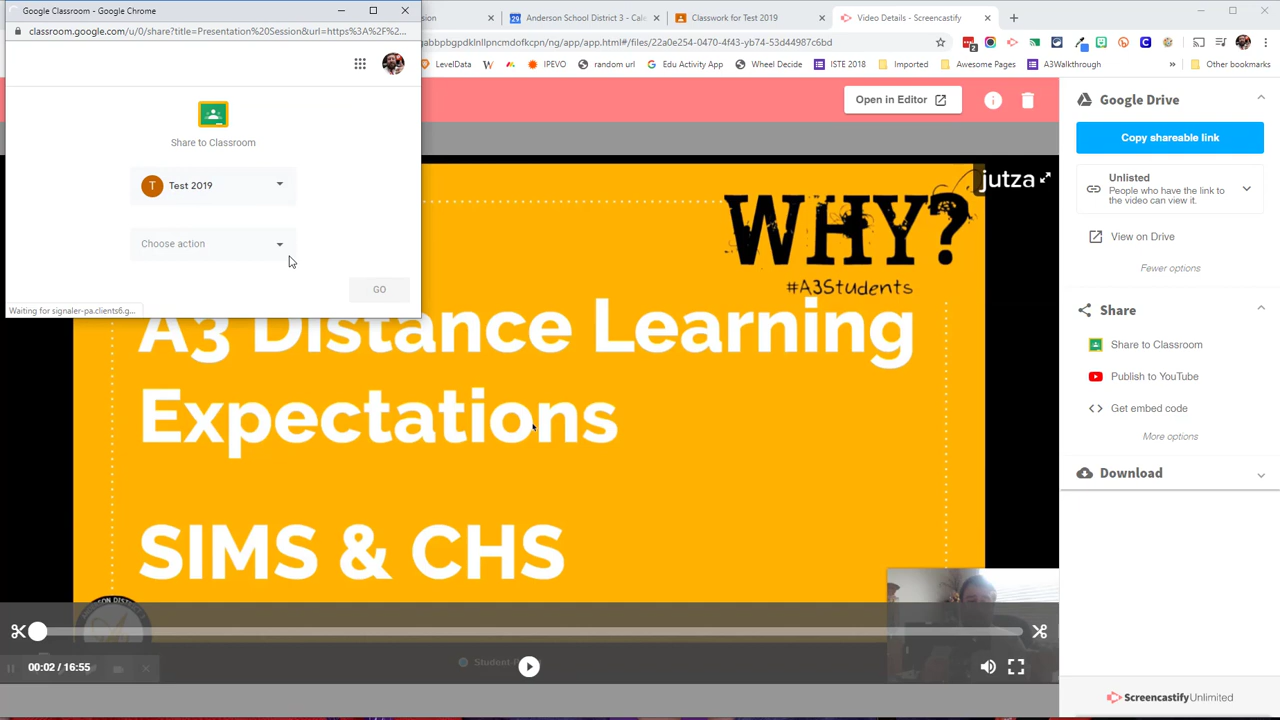 Google Classroom - Google Chrome
classroom.google.com/u/0/share?title=Presentation%20Session&url=https%3A%2F%2...
Share to Classroom
T Test 2019
Choose action
GO
Waiting for signaler-pa.clients6.g...
Anderson School District 3 - Cale
Classwork for Test 2019
Video Details - Screencastify
LevelData
IPEVO
random url
Edu Activity App
Wheel Decide
ISTE 2018
Imported
Awesome Pages
A3Walkthrough
»
Other bookmarks
Open in Editor
jutza
WHY?
#A3Students
A3 Distance Learning
Expectations
SIMS & CHS
00:02 / 16:55
Google Drive
Copy shareable link
Unlisted
People who have the link to
the video can view it.
View on Drive
Fewer options
Share
Share to Classroom
Publish to YouTube
Get embed code
More options
Download
Screencastify Unlimited